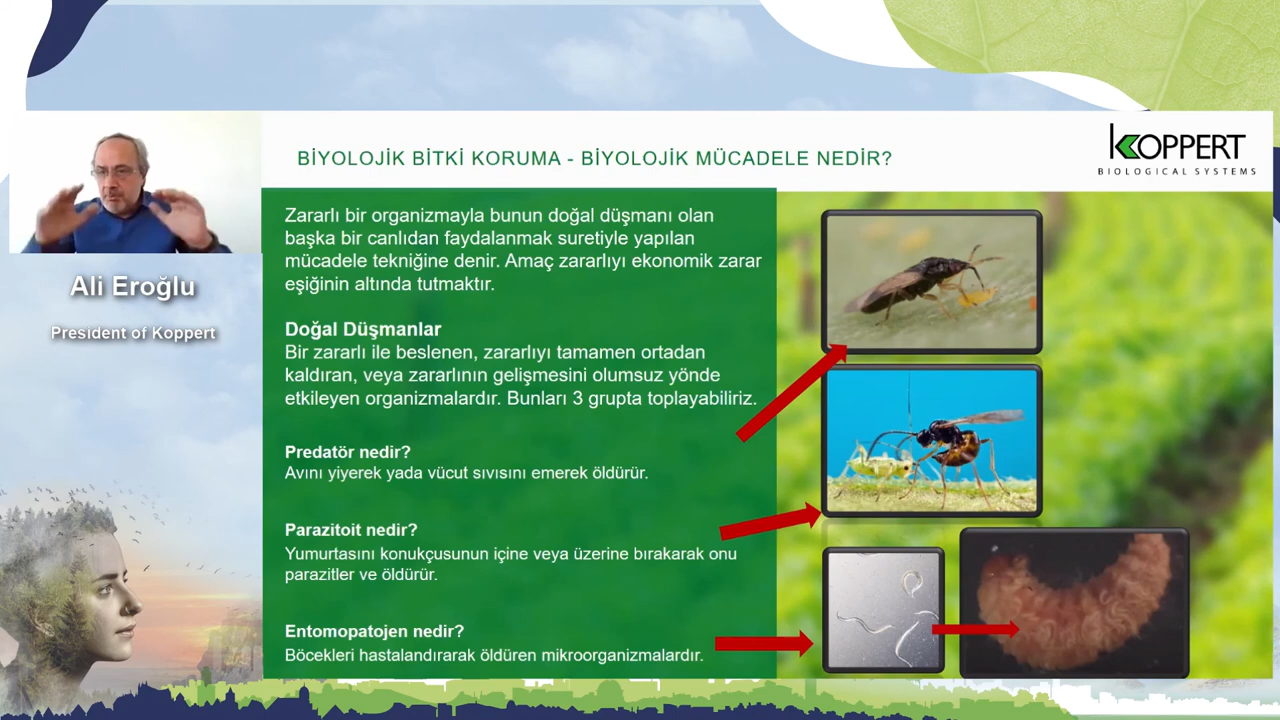 BİYOLOJİK BİTKİ KORUMA - BİYOLOJİK MÜCADELE NEDİR?
KOPPERT
BIOLOGICAL SYSTEMS
Ali Eroğlu
President of Koppert
Zararlı bir organizmayla bunun doğal düşmanı olan
başka bir canlıdan faydalanmak suretiyle yapılan
mücadele tekniğine denir. Amaç zararlıyı ekonomik zarar
eşiğinin altında tutmaktır.
Doğal Düşmanlar
Bir zararlı ile beslenen, zararlıyı tamamen ortadan
kaldıran, veya zararlının gelişmesini olumsuz yönde
etkileyen organizmalardır. Bunları 3 grupta toplayabiliriz.
Predatör nedir?
Avını yiyerek yada vücut sıvısını emerek öldürür.
Parazitoit nedir?
Yumurtasını konukçusunun içine veya üzerine bırakarak onu
parazitler ve öldürür.
Entomopatojen nedir?
Böcekleri hastalandırarak öldüren mikroorganizmalardır.